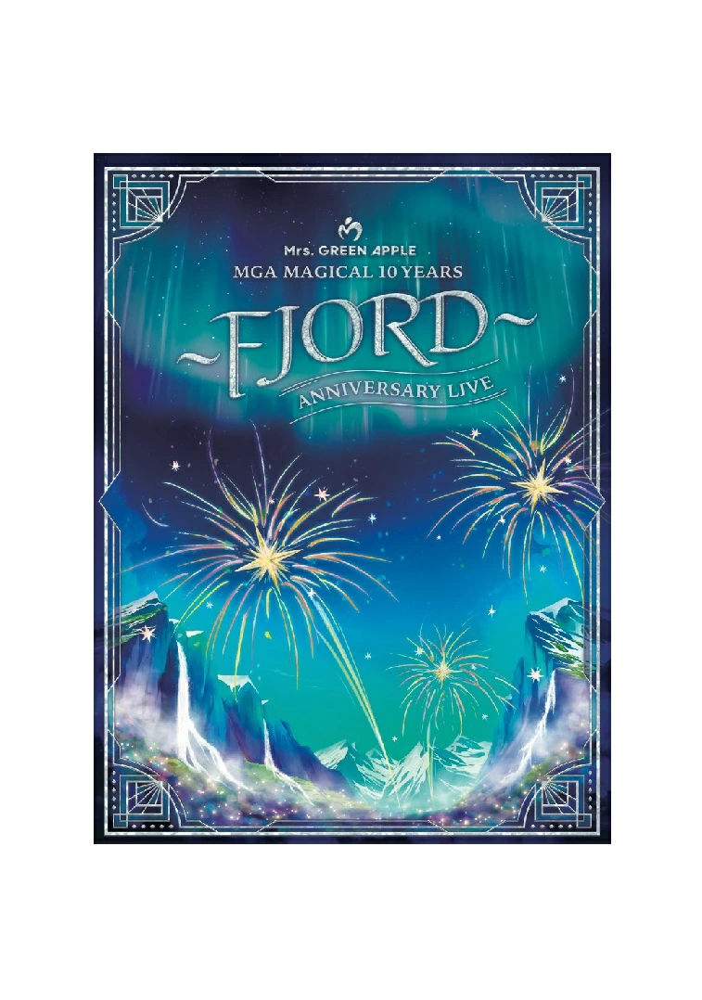 Mrs. GREEN APPLE
MGA MAGICAL 10 YEARS
~FJORD~
ANNIVERSARY LIVE